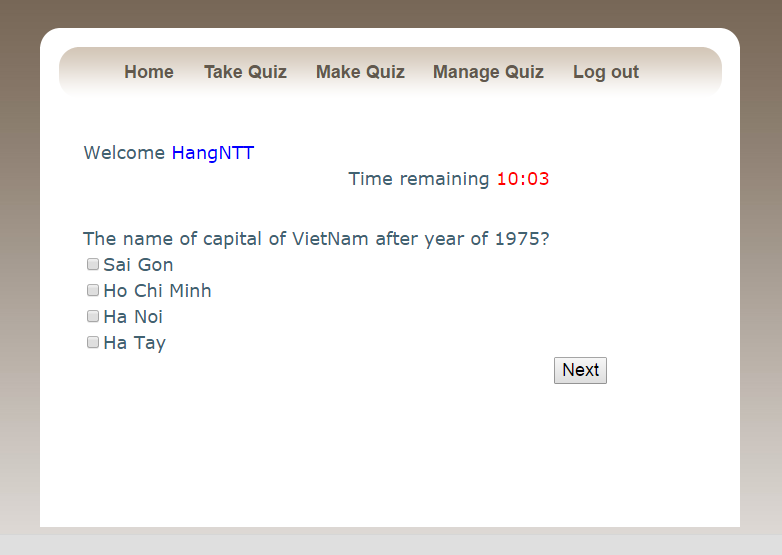 Home Take Quiz Make Quiz Manage Quiz Log out
Welcome HangNTT
Time remaining 10:03
The name of capital of VietNam after year of 1975?
Sai Gon
Ho Chi Minh
Ha Noi
Ha Tay
Next